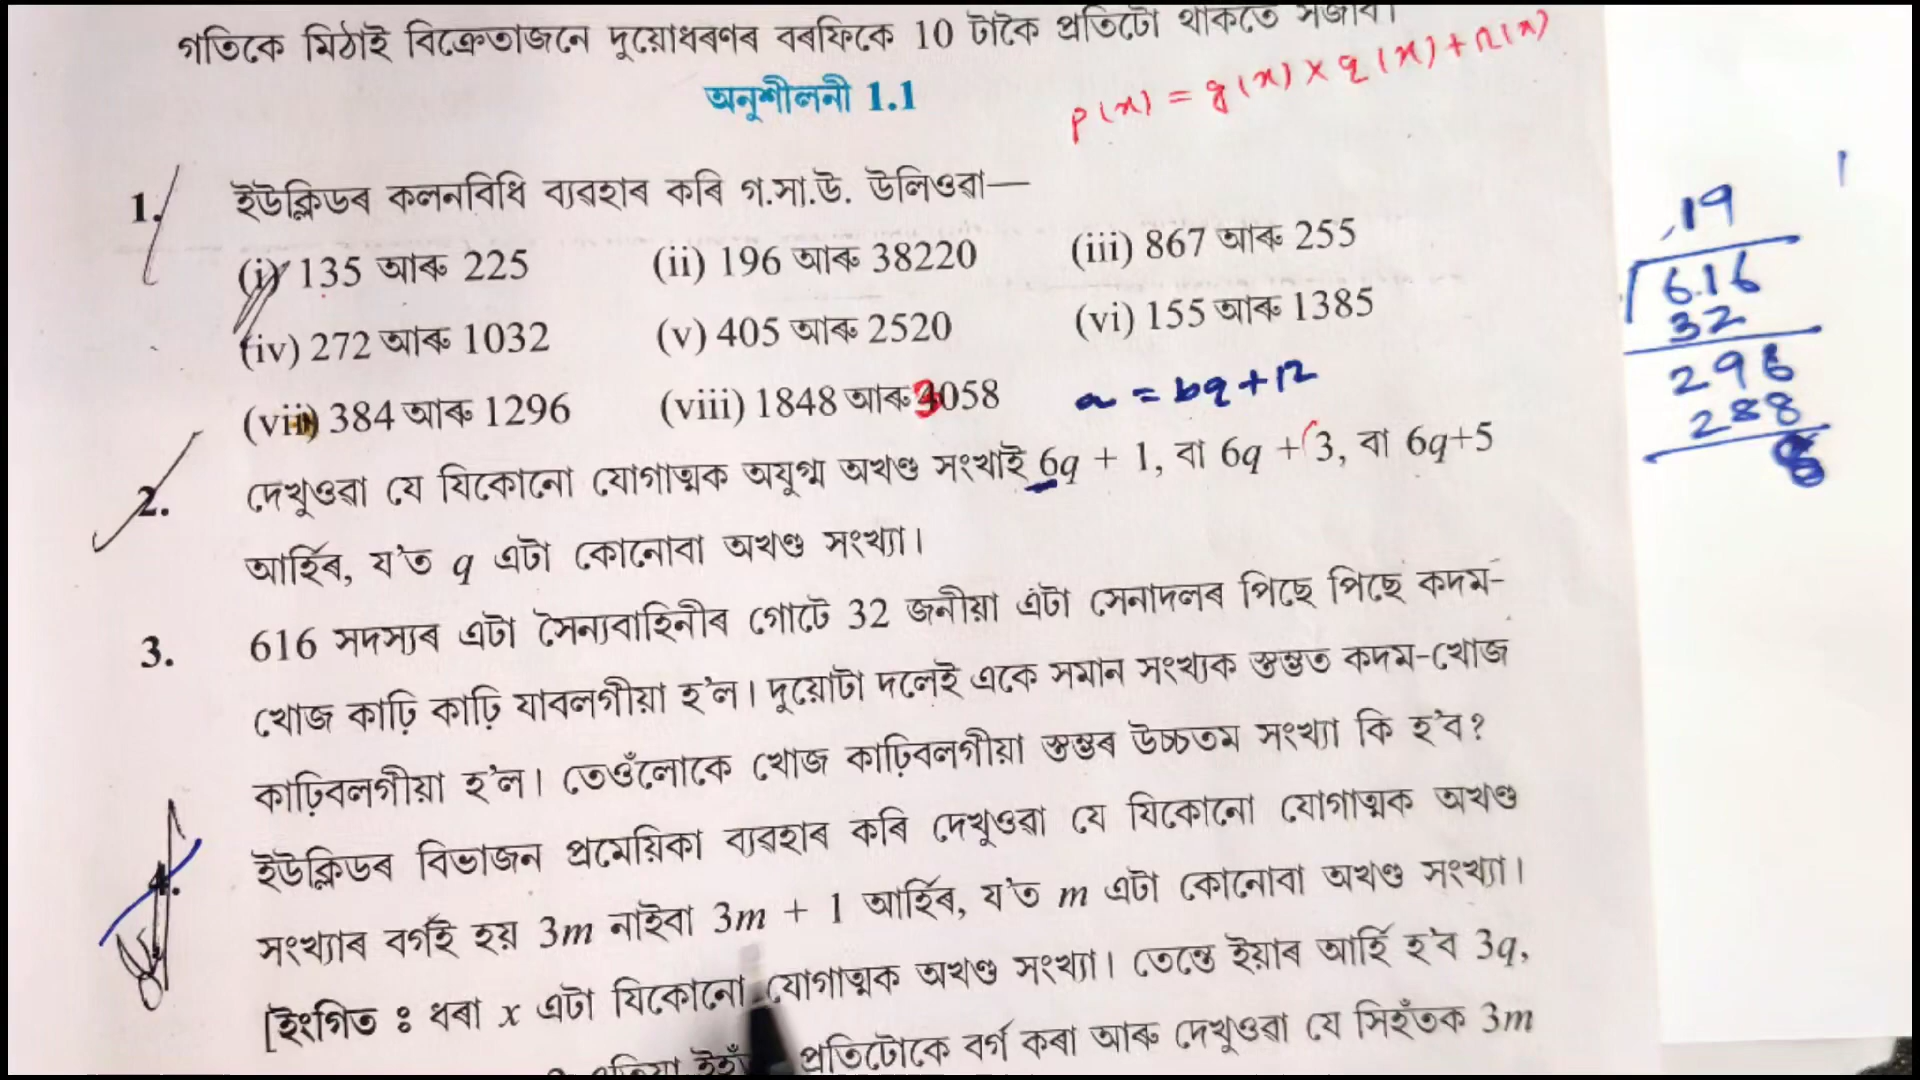 গতিকে মিঠাই বিক্ৰেতাজনে দুয়োধৰণৰ বৰফিকে 10 টাকৈ প্ৰতিটো থাকতে সজাব।
অনুশীলনী 1.1
p(x) = g(x) × q(x) + r(x)
1. ইউক্লিডৰ কলনবিধি ব্যৱহাৰ কৰি গ.সা.উ. উলিওৱা—
(i) 135 আৰু 225 (ii) 196 আৰু 38220 (iii) 867 আৰু 255
(iv) 272 আৰু 1032 (v) 405 আৰু 2520 (vi) 155 আৰু 1385
(vii) 384 আৰু 1296 (viii) 1848 আৰু 3058
a = bq + r
2. দেখুওৱা যে যিকোনো যোগাত্মক অযুগ্ম অখণ্ড সংখাই 6q + 1, বা 6q + 3, বা 6q+5
আৰ্হিৰ, য'ত q এটা কোনোবা অখণ্ড সংখ্যা।
3. 616 সদস্যৰ এটা সৈন্যবাহিনীৰ গোটে 32 জনীয়া এটা সেনাদলৰ পিছে পিছে কদম-
খোজ কাঢ়ি কাঢ়ি যাবলগীয়া হ'ল। দুয়োটা দলেই একে সমান সংখ্যক স্তম্ভত কদম-খোজ
কাঢ়িবলগীয়া হ'ল। তেওঁলোকে খোজ কাঢ়িবলগীয়া স্তম্ভৰ উচ্চতম সংখ্যা কি হ'ব?
4. ইউক্লিডৰ বিভাজন প্ৰমেয়িকা ব্যৱহাৰ কৰি দেখুওৱা যে যিকোনো যোগাত্মক অখণ্ড
সংখ্যাৰ বৰ্গই হয় 3m নাইবা 3m + 1 আৰ্হিৰ, য'ত m এটা কোনোবা অখণ্ড সংখ্যা।
[ইংগিত ঃ ধৰা x এটা যিকোনো যোগাত্মক অখণ্ড সংখ্যা। তেন্তে ইয়াৰ আৰ্হি হ'ব 3q,
প্ৰতিটোকে বৰ্গ কৰা আৰু দেখুওৱা যে সিহঁতক 3m
19
616
32
296
288
8